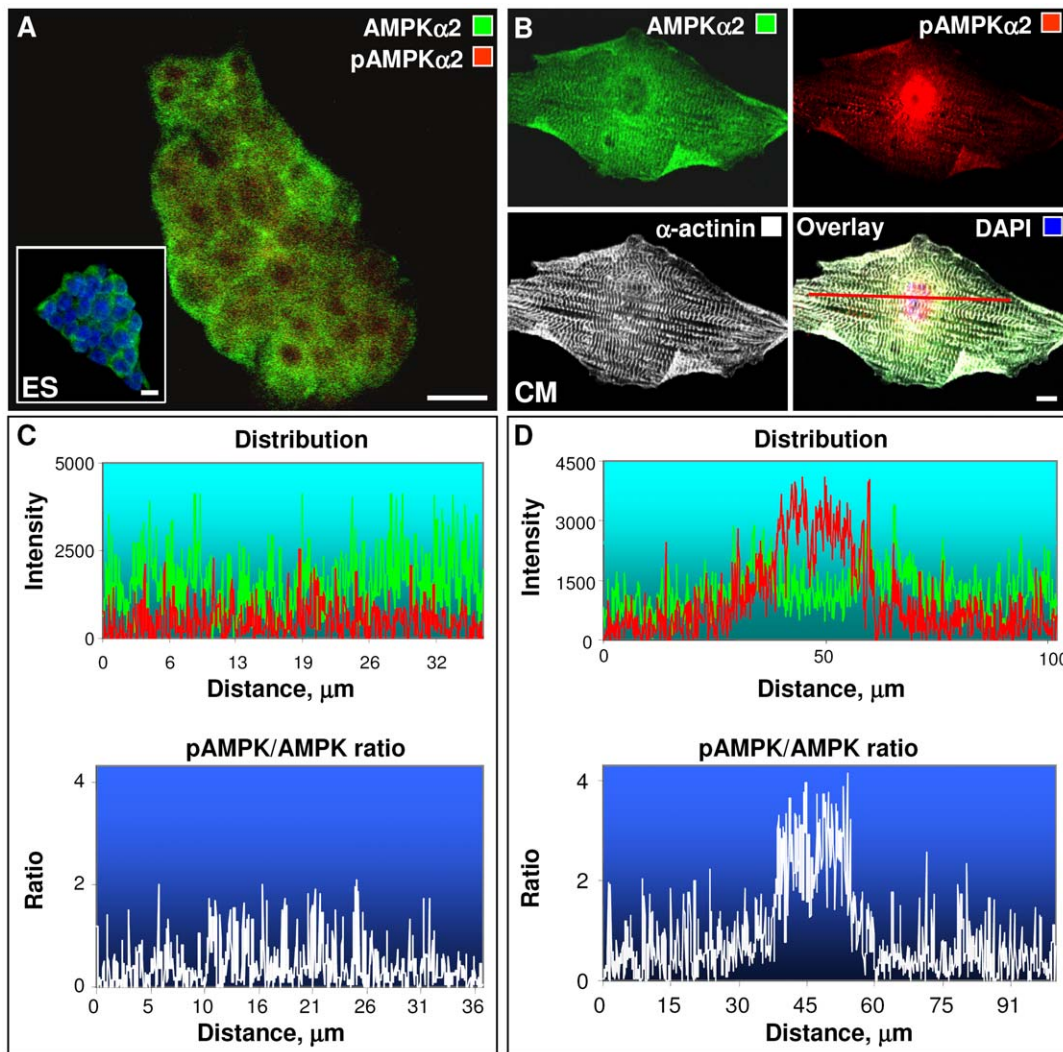 A
AMPKα2
pAMPKα2
ES
B
AMPKα2
pAMPKα2
α-actinin
Overlay
DAPI
CM
C
Distribution
5000
2500
0
Intensity
0 6 13 19 26 32
Distance, μm
pAMPK/AMPK ratio
4
2
0
Ratio
0 5 10 16 21 26 31 36
Distance, μm
D
Distribution
4500
3000
1500
0
Intensity
0 50 100
Distance, μm
pAMPK/AMPK ratio
4
2
0
Ratio
0 15 30 45 60 75 91
Distance, μm